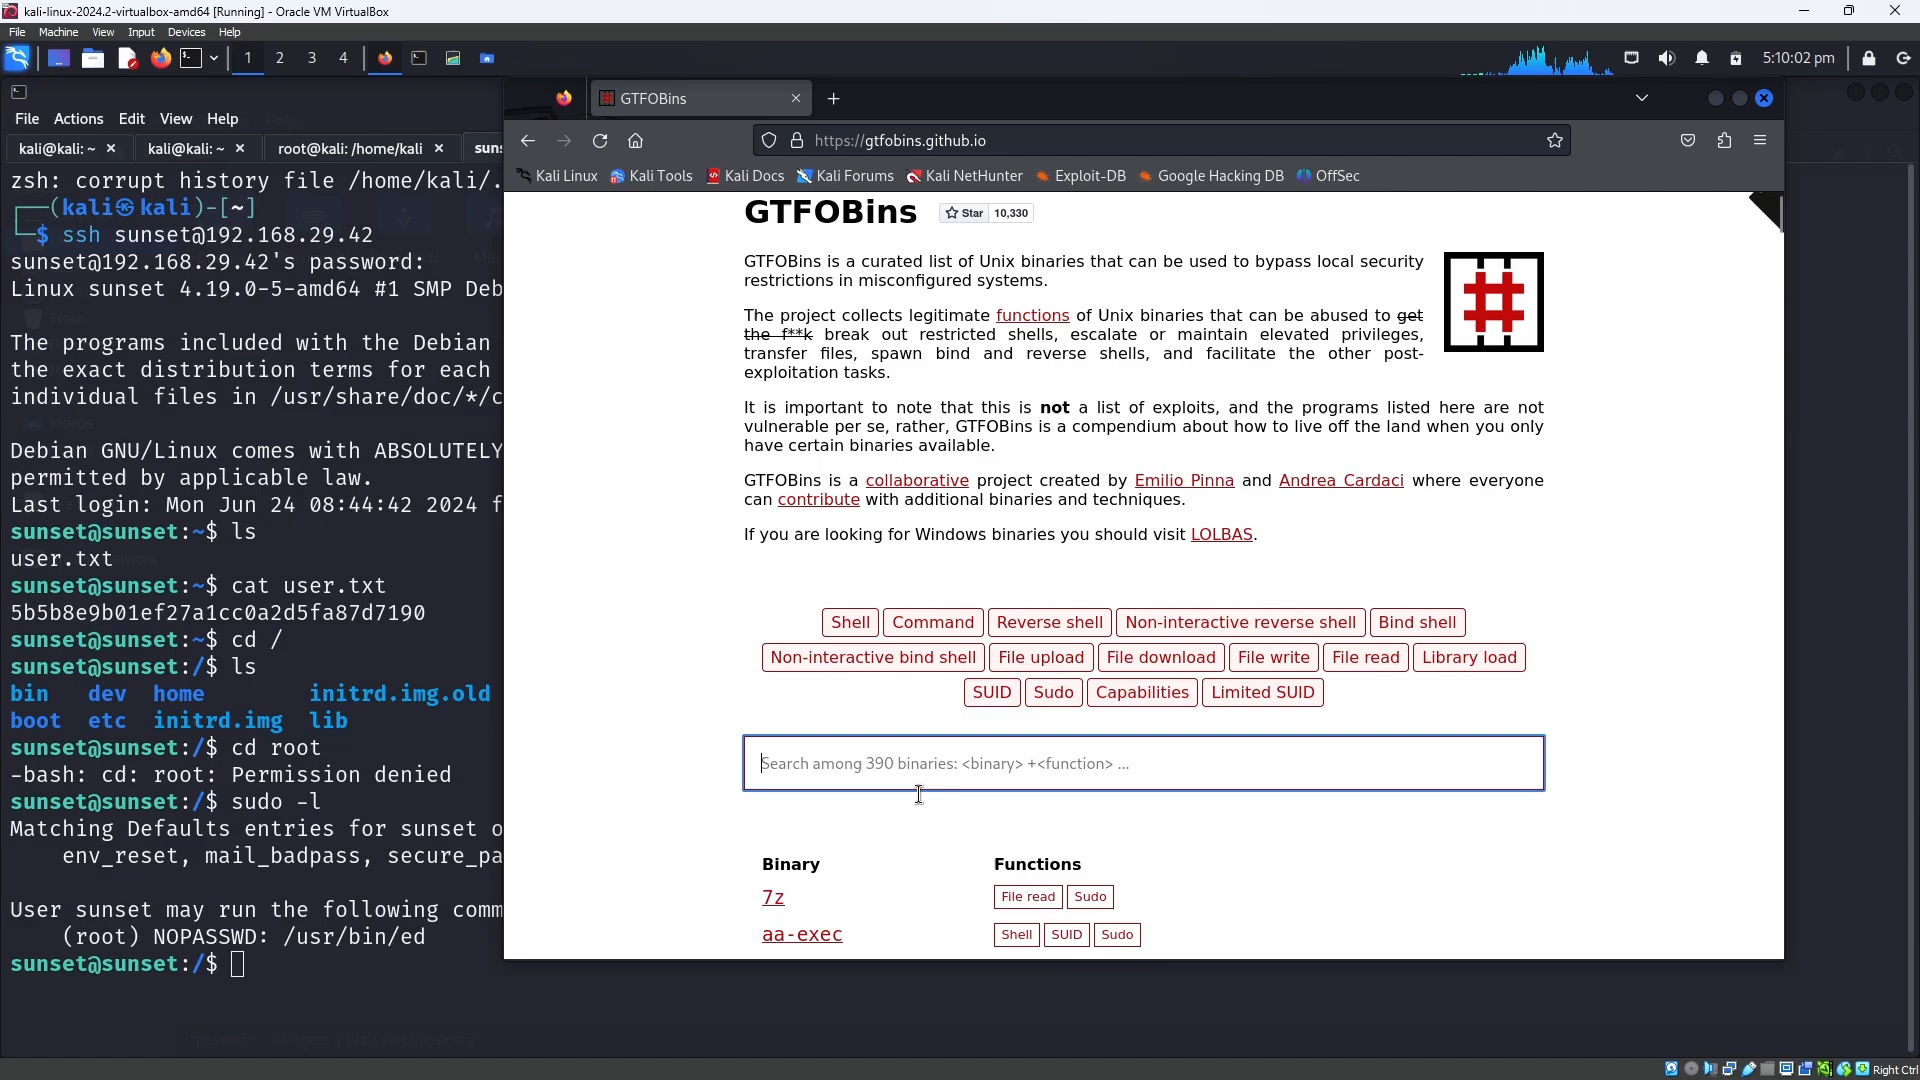 kali-linux-2024.2-virtualbox-amd64 [Running] - Oracle VM VirtualBox
File Machine View Input Devices Help
1 2 3 4
5:10:02 pm
File Actions Edit View Help
kali@kali: ~ kali@kali: ~ root@kali: /home/kali sun
zsh: corrupt history file /home/kali/.
┌──(kali㉿kali)-[~]
└─$ ssh sunset@192.168.29.42
sunset@192.168.29.42's password:
Linux sunset 4.19.0-5-amd64 #1 SMP Deb
The programs included with the Debian
the exact distribution terms for each
individual files in /usr/share/doc/*/c
Debian GNU/Linux comes with ABSOLUTELY
permitted by applicable law.
Last login: Mon Jun 24 08:44:42 2024 f
sunset@sunset:~$ ls
user.txt
sunset@sunset:~$ cat user.txt
5b5b8e9b01ef27a1cc0a2d5fa87d7190
sunset@sunset:~$ cd /
sunset@sunset:/$ ls
bin dev home initrd.img.old
boot etc initrd.img lib
sunset@sunset:/$ cd root
-bash: cd: root: Permission denied
sunset@sunset:/$ sudo -l
Matching Defaults entries for sunset o
env_reset, mail_badpass, secure_pa
User sunset may run the following comm
(root) NOPASSWD: /usr/bin/ed
sunset@sunset:/$
GTFOBins
https://gtfobins.github.io
Kali Linux Kali Tools Kali Docs Kali Forums Kali NetHunter Exploit-DB Google Hacking DB OffSec
GTFOBins Star 10,330
GTFOBins is a curated list of Unix binaries that can be used to bypass local security
restrictions in misconfigured systems.
The project collects legitimate functions of Unix binaries that can be abused to get
the f**k break out restricted shells, escalate or maintain elevated privileges,
transfer files, spawn bind and reverse shells, and facilitate the other post-
exploitation tasks.
It is important to note that this is not a list of exploits, and the programs listed here are not
vulnerable per se, rather, GTFOBins is a compendium about how to live off the land when you only
have certain binaries available.
GTFOBins is a collaborative project created by Emilio Pinna and Andrea Cardaci where everyone
can contribute with additional binaries and techniques.
If you are looking for Windows binaries you should visit LOLBAS.
Shell Command Reverse shell Non-interactive reverse shell Bind shell
Non-interactive bind shell File upload File download File write File read Library load
SUID Sudo Capabilities Limited SUID
Search among 390 binaries: <binary> +<function> ...
Binary Functions
7z File read Sudo
aa-exec Shell SUID Sudo
Right Ctrl